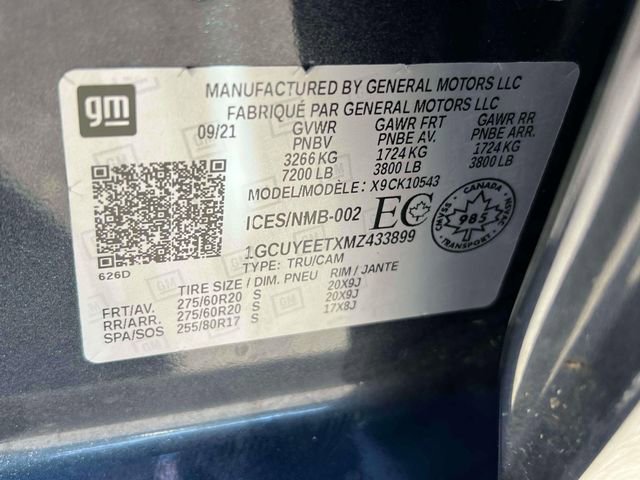 gm
MANUFACTURED BY GENERAL MOTORS LLC
FABRIQUÉ PAR GENERAL MOTORS LLC
09/21 GVWR GAWR FRT GAWR RR
PNBV PNBE AV. PNBE ARR.
3266 KG 1724 KG 1724 KG
7200 LB 3800 LB 3800 LB
MODEL/MODÈLE: X9CK10543
ICES/NMB-002 EC
CANADA
985
TRANSPORT
1GCUYEETXMZ433899
TYPE: TRU/CAM
626D
TIRE SIZE / DIM. PNEU RIM / JANTE
FRT/AV. 275/60R20 S 20X9J
RR/ARR. 275/60R20 S 20X9J
SPA/SOS 255/80R17 S 17X8J